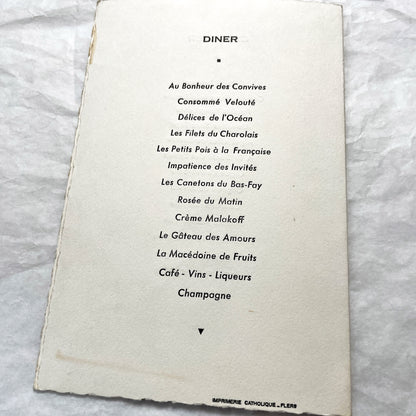 DINER
Au Bonheur des Convives
Consommé Velouté
Délices de l'Océan
Les Filets du Charolais
Les Petits Pois à la Française
Impatience des Invités
Les Canetons du Bas-Fay
Rosée du Matin
Crème Malakoff
Le Gâteau des Amours
La Macédoine de Fruits
Café - Vins - Liqueurs
Champagne
IMPRIMERIE CATHOLIQUE _ FLERS